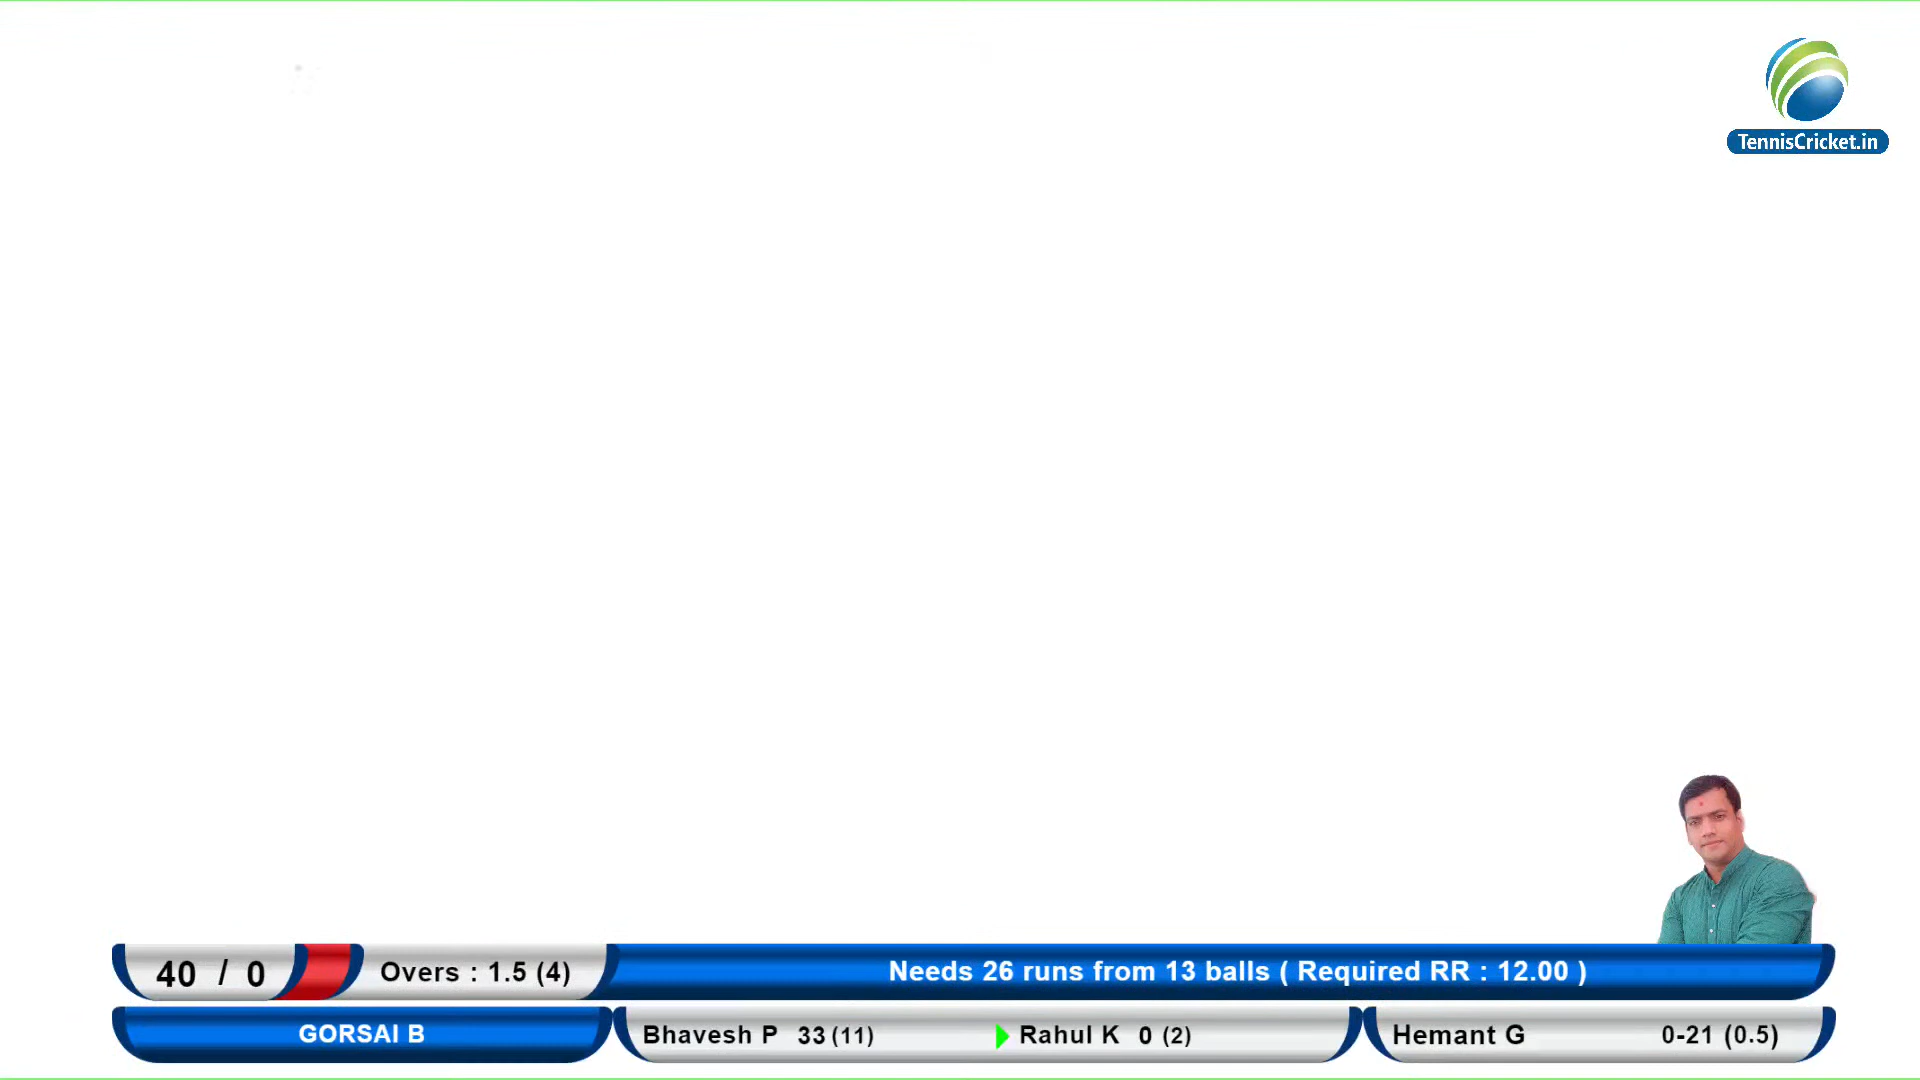 TennisCricket.in
40 / 0
Overs : 1.5 (4)
Needs 26 runs from 13 balls ( Required RR : 12.00 )
GORSAI B
Bhavesh P 33 (11)
Rahul K 0 (2)
Hemant G 0-21 (0.5)